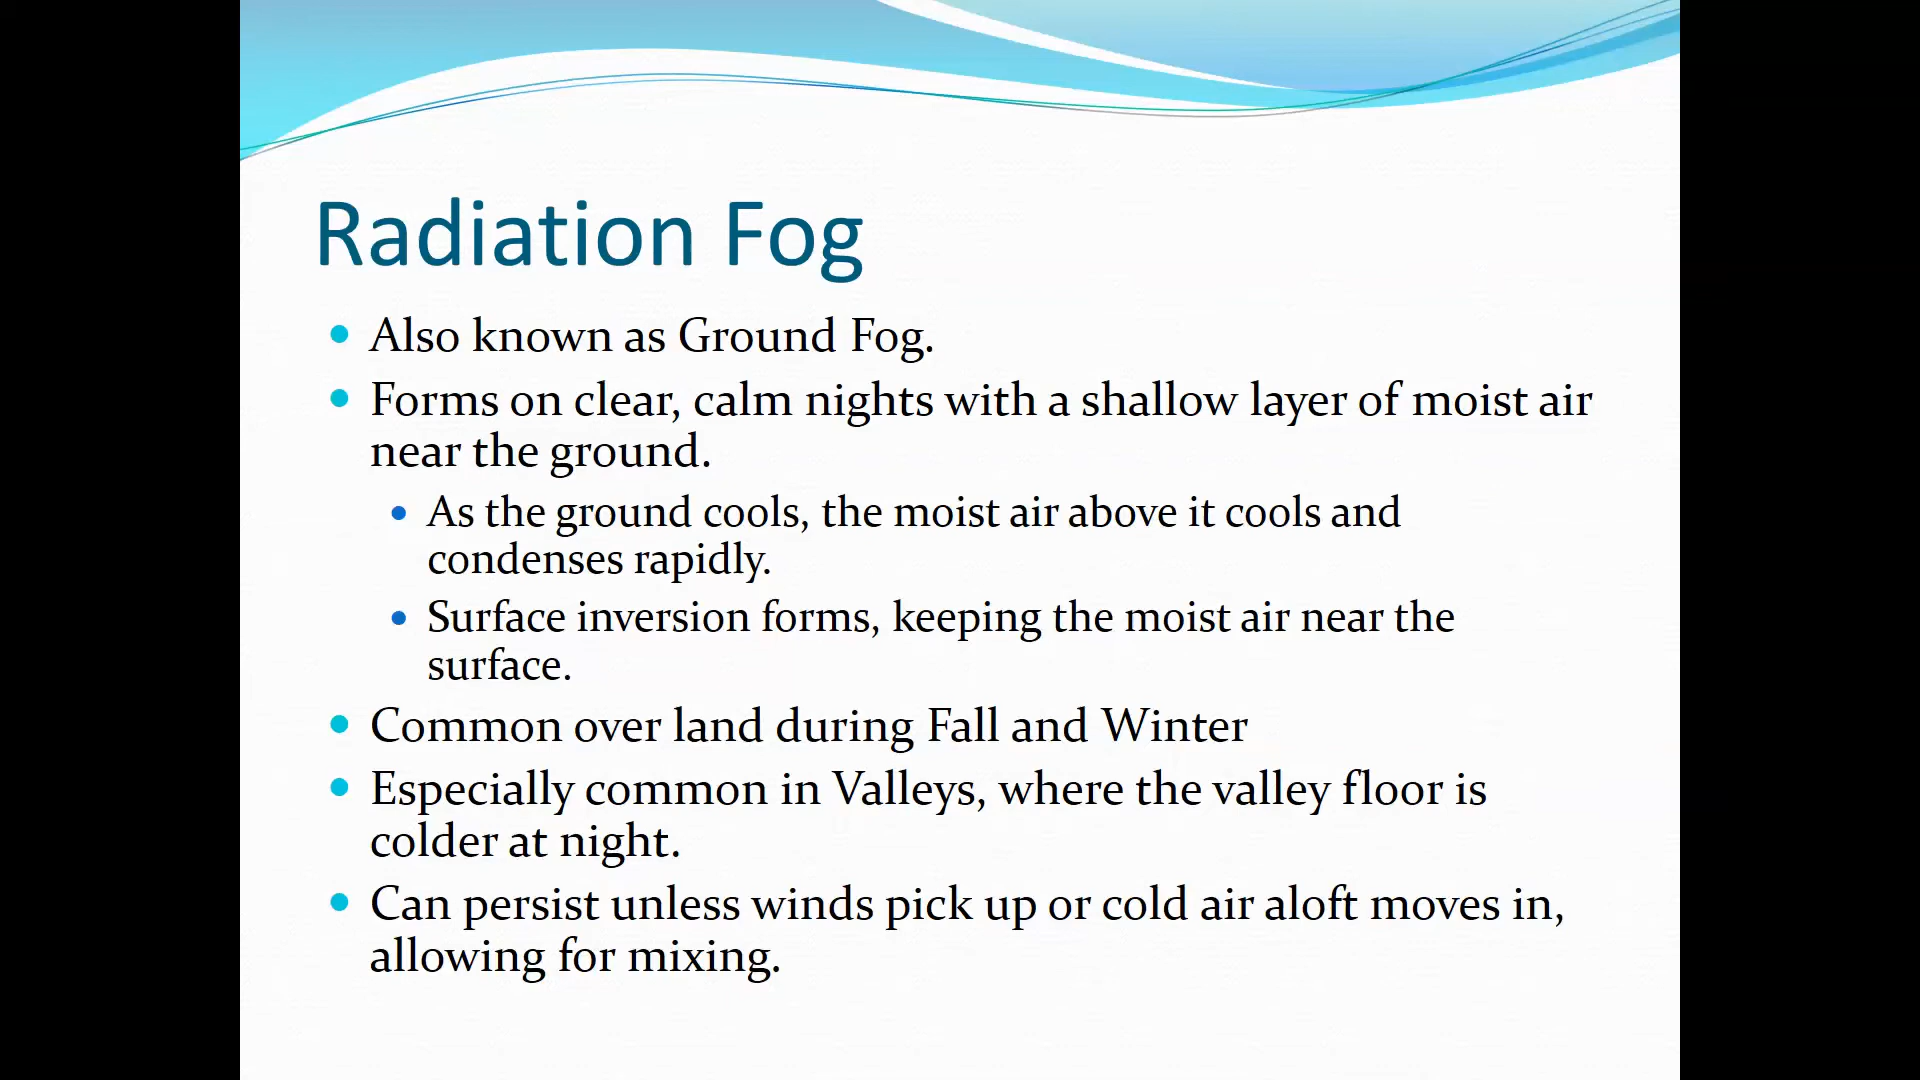 Radiation Fog
Also known as Ground Fog.
Forms on clear, calm nights with a shallow layer of moist air
near the ground.
As the ground cools, the moist air above it cools and
condenses rapidly.
Surface inversion forms, keeping the moist air near the
surface.
Common over land during Fall and Winter
Especially common in Valleys, where the valley floor is
colder at night.
Can persist unless winds pick up or cold air aloft moves in,
allowing for mixing.